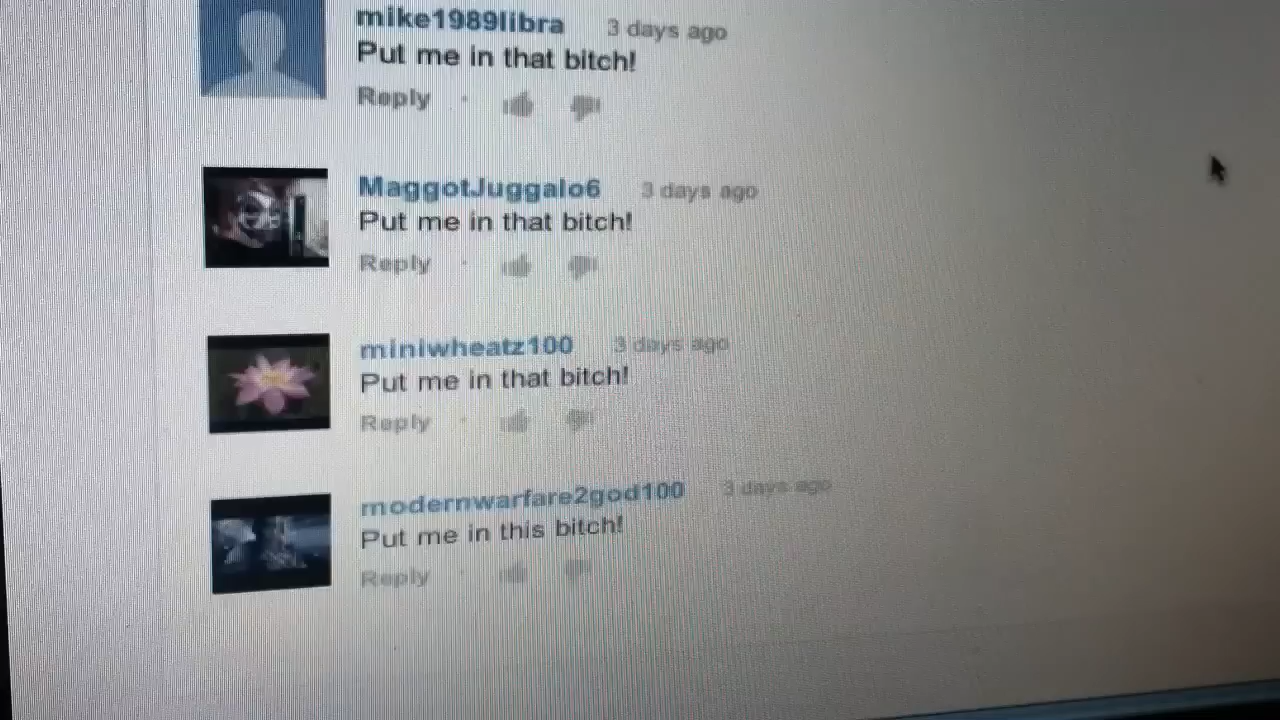 mike1989libra 3 days ago
Put me in that bitch!
Reply
MaggotJuggalo6 3 days ago
Put me in that bitch!
Reply
miniwheatz100 3 days ago
Put me in that bitch!
Reply
modernwarfare2god100 3 days ago
Put me in this bitch!
Reply